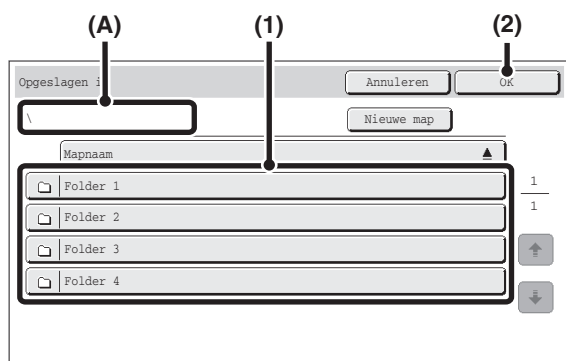 (A) (1) (2)
Opgeslagen i
Annuleren
OK
\
Nieuwe map
Mapnaam
Folder 1
1
Folder 2
1
Folder 3
Folder 4